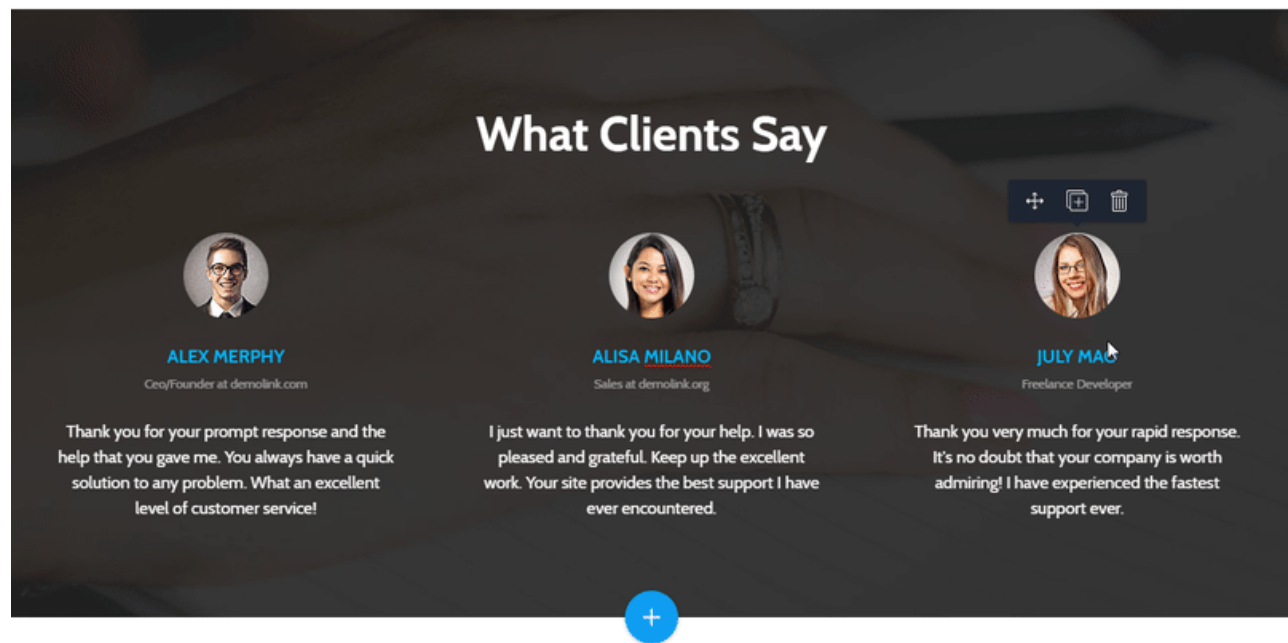 What Clients Say
ALEX MERPHY
Ceo/Founder at demolink.com
Thank you for your prompt response and the
help that you gave me. You always have a quick
solution to any problem. What an excellent
level of customer service!
ALISA MILANO
Sales at demolink.org
I just want to thank you for your help. I was so
pleased and grateful. Keep up the excellent
work. Your site provides the best support I have
ever encountered.
JULY MAO
Freelance Developer
Thank you very much for your rapid response.
It's no doubt that your company is worth
admiring! I have experienced the fastest
support ever.